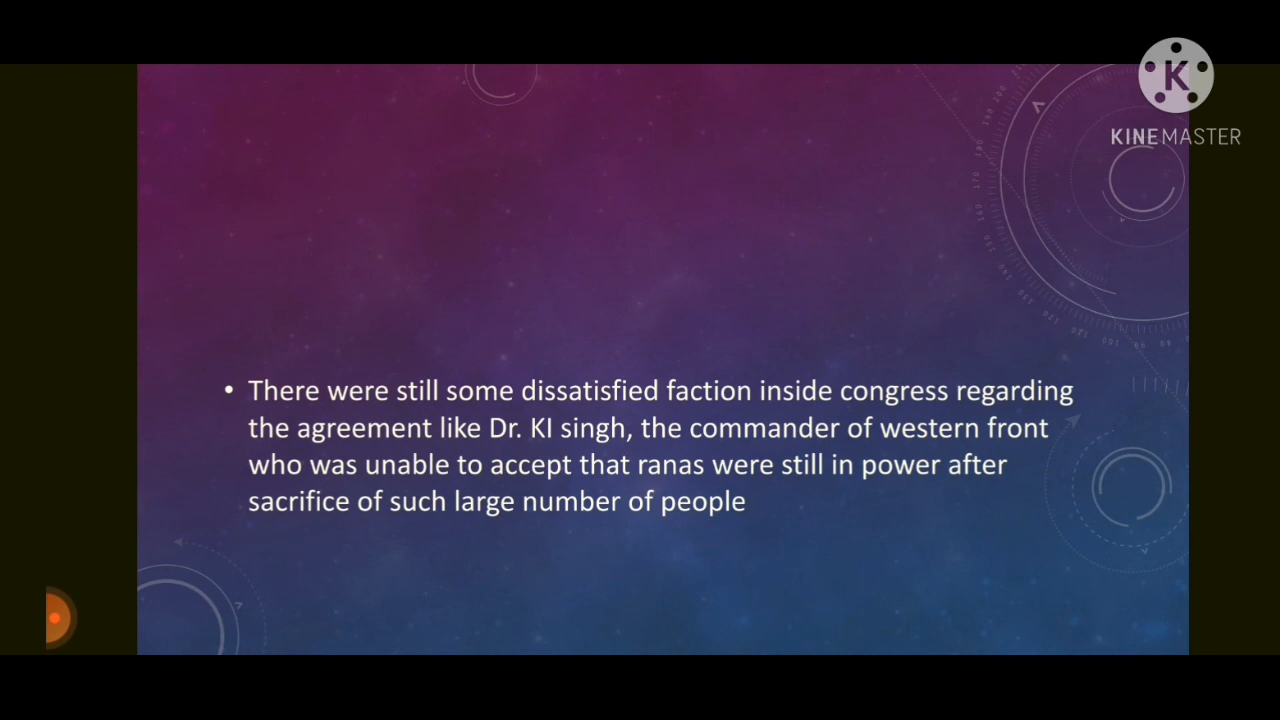 K
KINEMASTER
• There were still some dissatisfied faction inside congress regarding
the agreement like Dr. KI singh, the commander of western front
who was unable to accept that ranas were still in power after
sacrifice of such large number of people